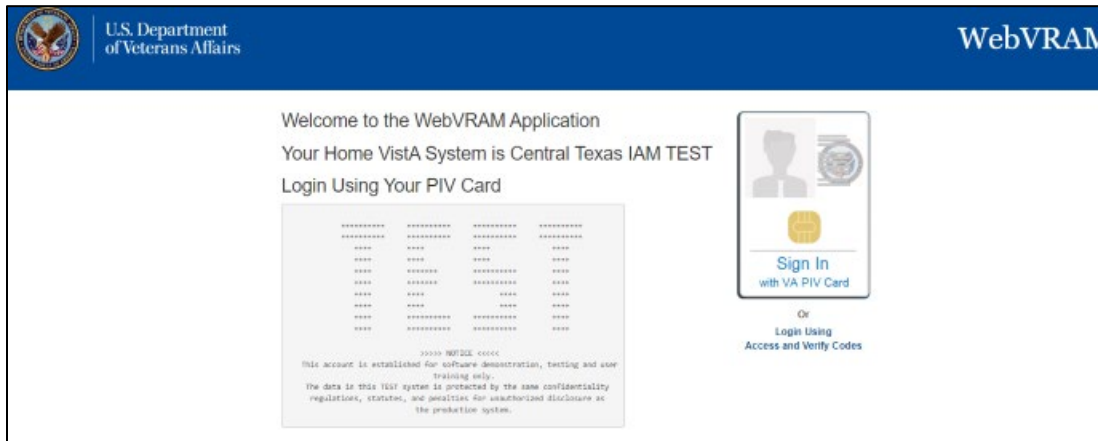 U.S. Department
of Veterans Affairs
WebVRAM
Welcome to the WebVRAM Application
Your Home VistA System is Central Texas IAM TEST
Login Using Your PIV Card
********** ********** ********** **********
********** ********** ********** **********
**** **** **** ****
**** **** **** ****
**** ******* ********** ****
**** ******* ********** ****
**** **** **** ****
**** **** **** ****
**** ********** ********** ****
**** ********** ********** ****
>>>>> NOTICE <<<<<
This account is established for software demonstration, testing and user
training only.
The data in this TEST system is protected by the same confidentiality
regulations, statutes, and penalties for unauthorized disclosure as
the production system.
Sign In
with VA PIV Card
Or
Login Using
Access and Verify Codes